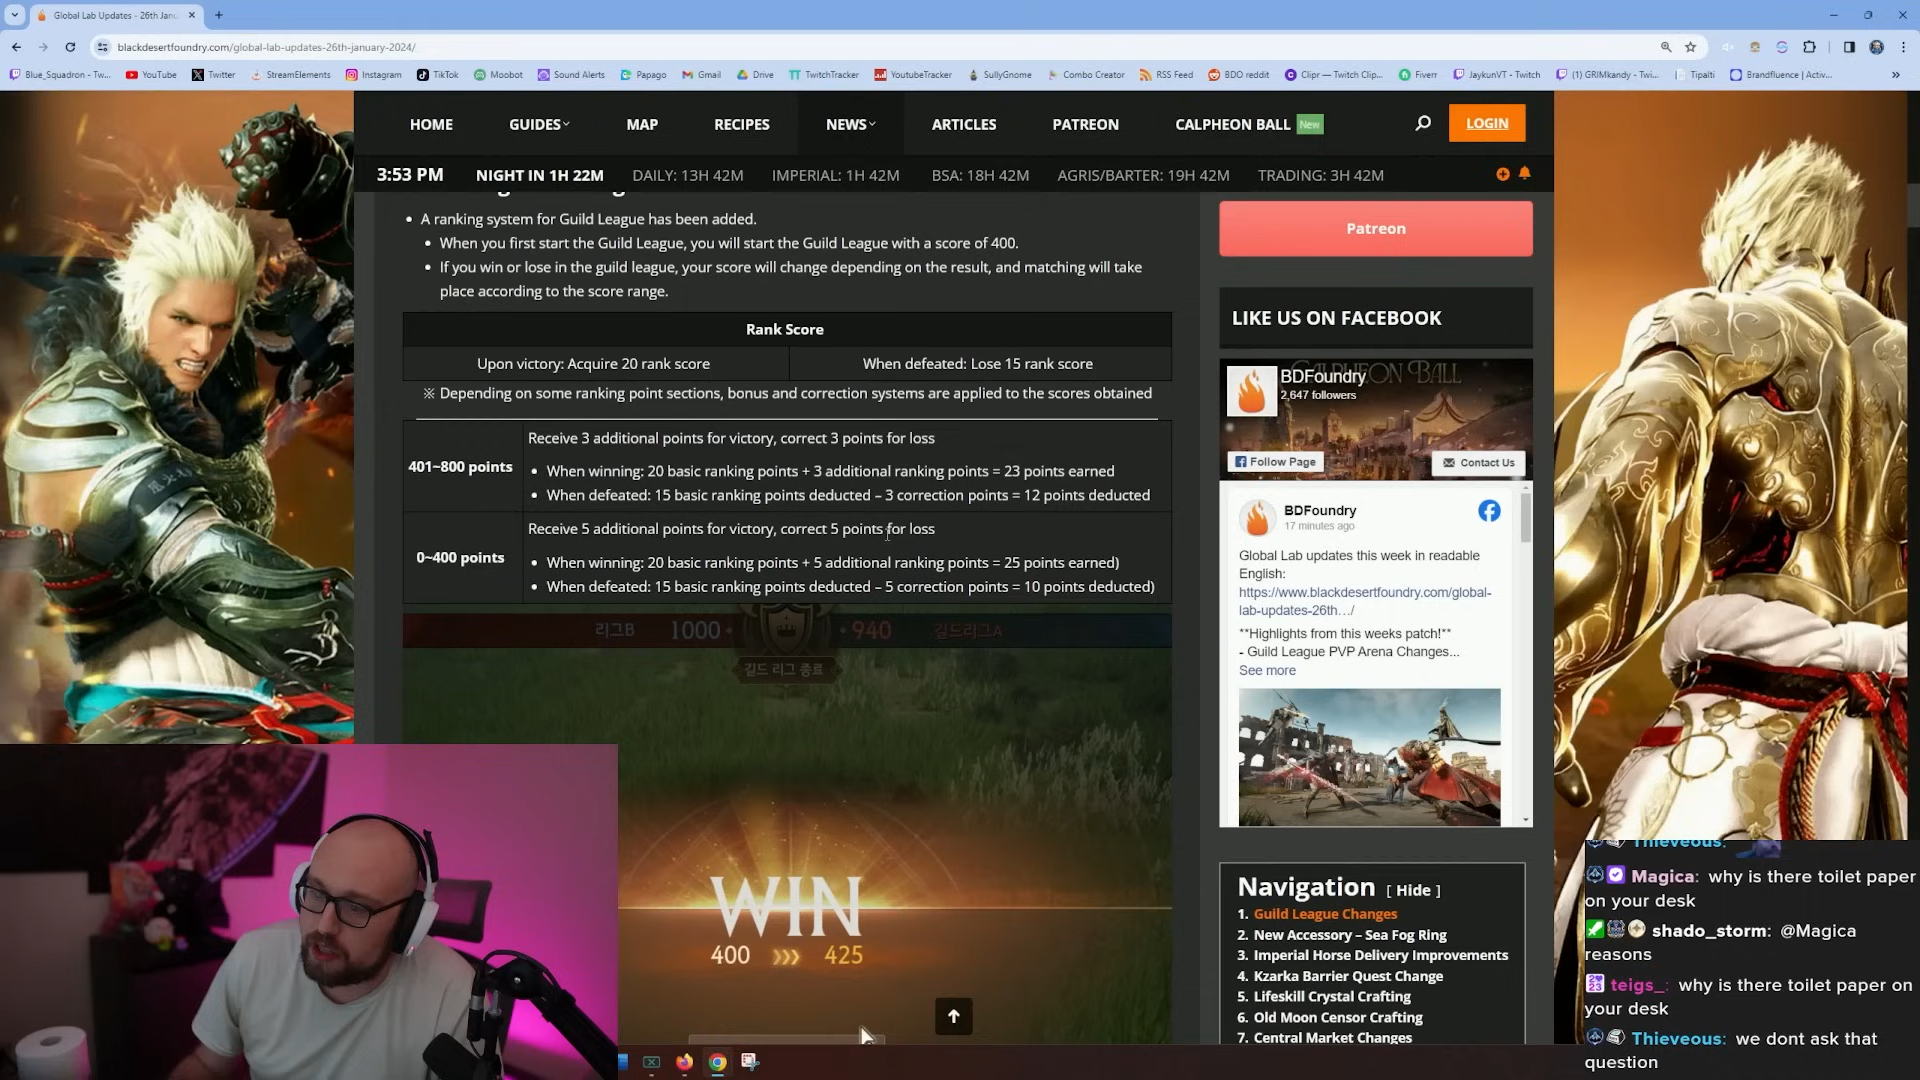 Global Lab Updates - 26th Janu
blackdesertfoundry.com/global-lab-updates-26th-january-2024/
Blue_Squadron - Tw...
YouTube
Twitter
StreamElements
Instagram
TikTok
Moobot
Sound Alerts
Papago
Gmail
Drive
TwitchTracker
YoutubeTracker
SullyGnome
Combo Creator
RSS Feed
BDO reddit
Clipr — Twitch Clip...
Fiverr
JaykunVT - Twitch
(1) GRIMkandy - Twi...
Tipalti
Brandfluence | Activ...
HOME
GUIDES
MAP
RECIPES
NEWS
ARTICLES
PATREON
CALPHEON BALL New
LOGIN
3:53 PM
NIGHT IN 1H 22M
DAILY: 13H 42M
IMPERIAL: 1H 42M
BSA: 18H 42M
AGRIS/BARTER: 19H 42M
TRADING: 3H 42M
A ranking system for Guild League has been added.
When you first start the Guild League, you will start the Guild League with a score of 400.
If you win or lose in the guild league, your score will change depending on the result, and matching will take
place according to the score range.
Rank Score
Upon victory: Acquire 20 rank score
When defeated: Lose 15 rank score
※ Depending on some ranking point sections, bonus and correction systems are applied to the scores obtained
401~800 points
Receive 3 additional points for victory, correct 3 points for loss
When winning: 20 basic ranking points + 3 additional ranking points = 23 points earned
When defeated: 15 basic ranking points deducted – 3 correction points = 12 points deducted
0~400 points
Receive 5 additional points for victory, correct 5 points for loss
When winning: 20 basic ranking points + 5 additional ranking points = 25 points earned)
When defeated: 15 basic ranking points deducted – 5 correction points = 10 points deducted)
리그B 1000 940 길드리그A
길드 리그 종료
WIN
400 >>> 425
Patreon
LIKE US ON FACEBOOK
CALPHEON BALL
BDFoundry
2,647 followers
Follow Page
Contact Us
BDFoundry
17 minutes ago
Global Lab updates this week in readable
English:
https://www.blackdesertfoundry.com/global-
lab-updates-26th.../
**Highlights from this weeks patch!**
- Guild League PVP Arena Changes...
See more
Navigation [ Hide ]
1. Guild League Changes
2. New Accessory – Sea Fog Ring
3. Imperial Horse Delivery Improvements
4. Kzarka Barrier Quest Change
5. Lifeskill Crystal Crafting
6. Old Moon Censor Crafting
7. Central Market Changes
Thieveous:
Magica: why is there toilet paper
on your desk
shado_storm: @Magica
reasons
teigs_: why is there toilet paper on
your desk
Thieveous: we dont ask that
question